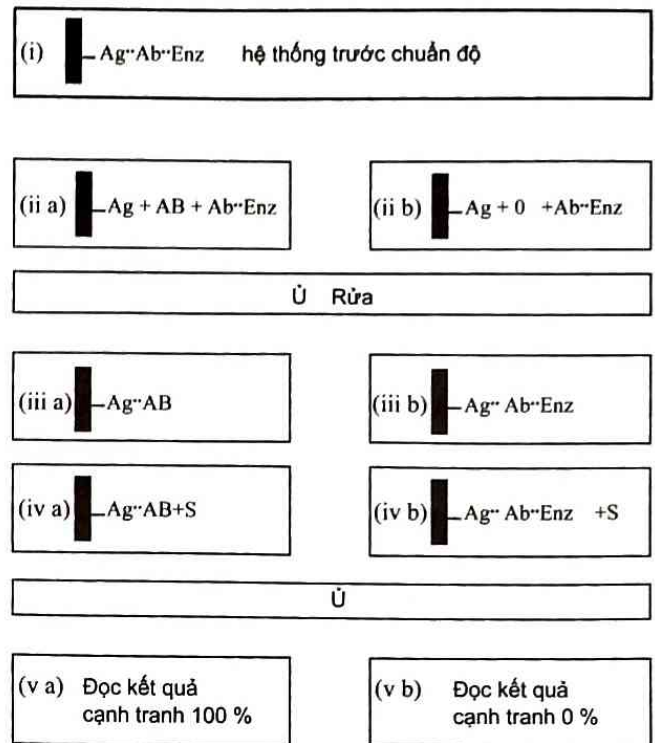 (i) Ag··Ab··Enz hệ thống trước chuẩn độ
(ii a) Ag + AB + Ab··Enz
(ii b) Ag + 0 +Ab··Enz
Ủ Rửa
(iii a) Ag··AB
(iii b) Ag·· Ab··Enz
(iv a) Ag··AB+S
(iv b) Ag·· Ab··Enz +S
Ủ
(v a) Đọc kết quả
cạnh tranh 100 %
(v b) Đọc kết quả
cạnh tranh 0 %